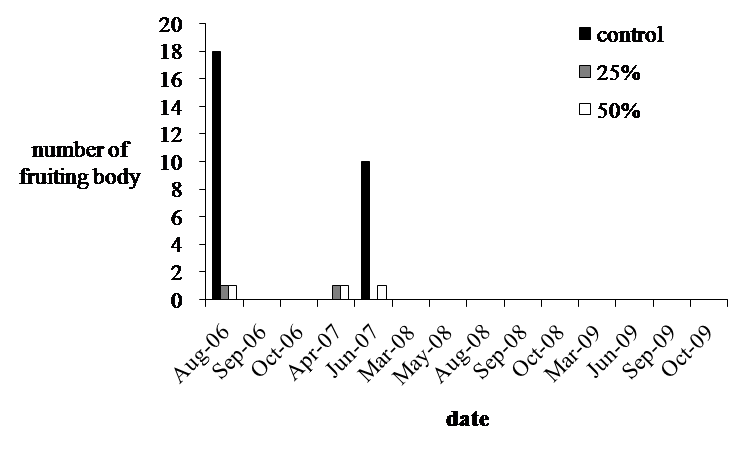 number of
fruiting body
20
18
16
14
12
10
8
6
4
2
0
control
25%
50%
Aug-06
Sep-06
Oct-06
Apr-07
Jun-07
Mar-08
May-08
Aug-08
Sep-08
Oct-08
Mar-09
Jun-09
Sep-09
Oct-09
date